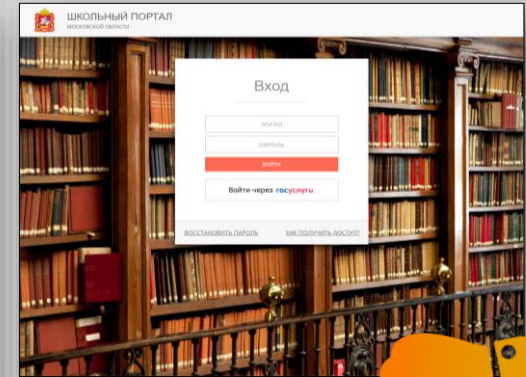 ШКОЛЬНЫЙ ПОРТАЛ
МОСКОВСКОЙ ОБЛАСТИ
Вход
ЛОГИН
ПАРОЛЬ
ВОЙТИ
Войти через госуслуги
ВОССТАНОВИТЬ ПАРОЛЬ КАК ПОЛУЧИТЬ ДОСТУП?